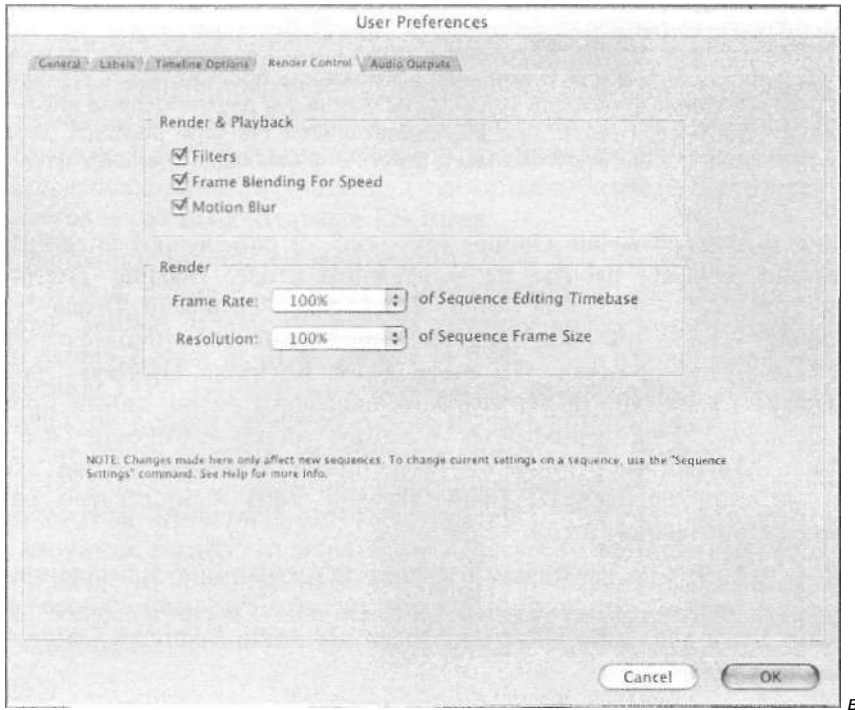 User Preferences
General Labels Timeline Options Render Control Audio Outputs
Render & Playback
Filters
Frame Blending For Speed
Motion Blur
Render
Frame Rate: 100% of Sequence Editing Timebase
Resolution: 100% of Sequence Frame Size
NOTE: Changes made here only affect new sequences. To change current settings on a sequence, use the "Sequence
Settings" command. See Help for more info.
Cancel OK